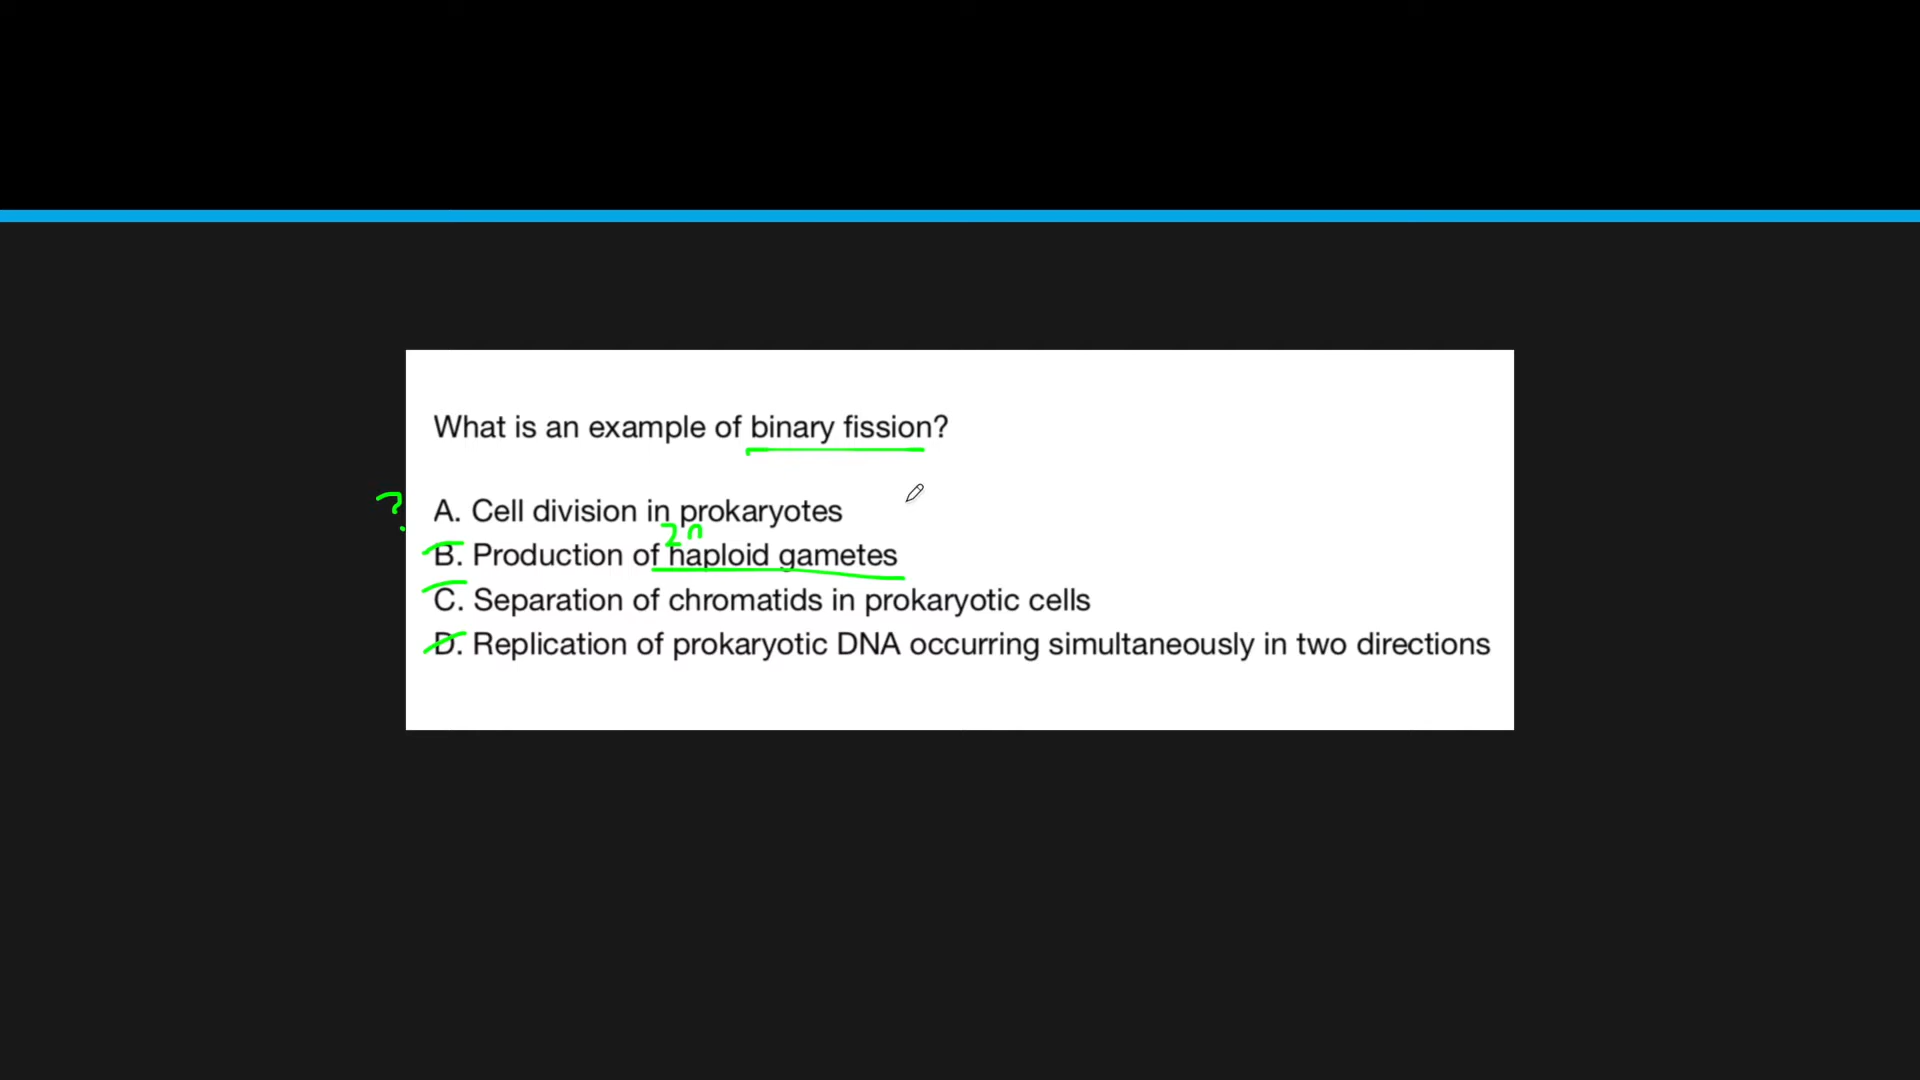 What is an example of binary fission?
? A. Cell division in prokaryotes
2n
B. Production of haploid gametes
C. Separation of chromatids in prokaryotic cells
D. Replication of prokaryotic DNA occurring simultaneously in two directions